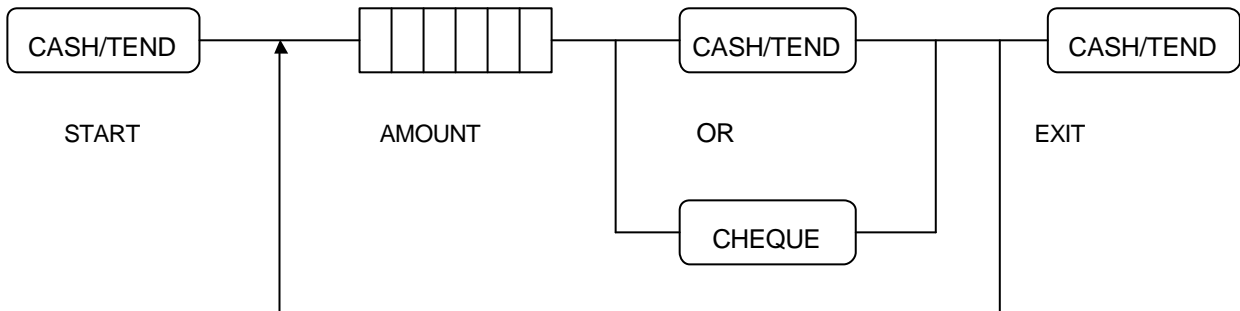 CASH/TEND CASH/TEND CASH/TEND
START AMOUNT OR EXIT
CHEQUE